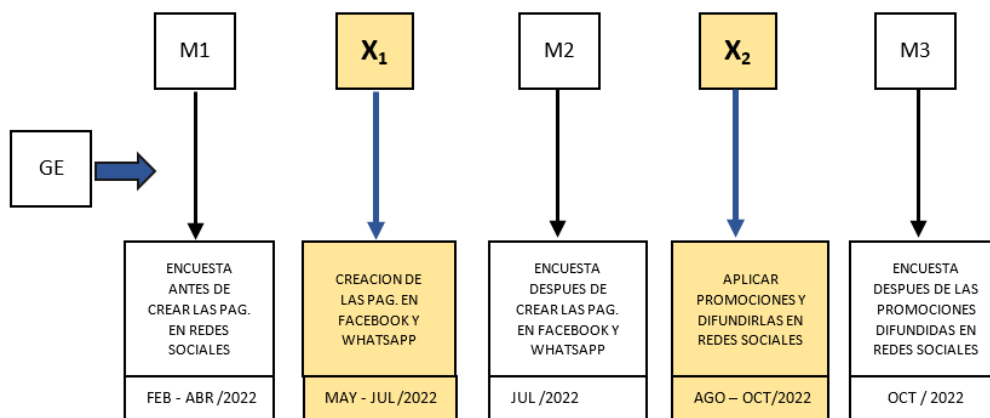 M1
X₁
M2
X₂
M3
GE
ENCUESTA
ANTES DE
CREAR LAS PAG.
EN REDES
SOCIALES
FEB - ABR /2022
CREACION DE
LAS PAG. EN
FACEBOOK Y
WHATSAPP
MAY - JUL /2022
ENCUESTA
DESPUES DE
CREAR LAS PAG.
EN FACEBOOK Y
WHATSAPP
JUL /2022
APLICAR
PROMOCIONES Y
DIFUNDIRLAS EN
REDES SOCIALES
AGO – OCT/2022
ENCUESTA
DESPUES DE LAS
PROMOCIONES
DIFUNDIDAS EN
REDES SOCIALES
OCT / 2022